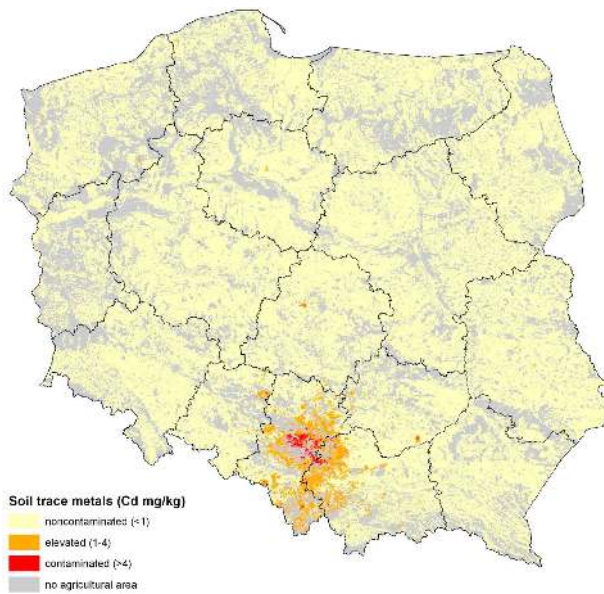 Soil trace metals (Cd mg/kg)
noncontaminated (<1)
elevated (1-4)
contaminated (>4)
no agricultural area